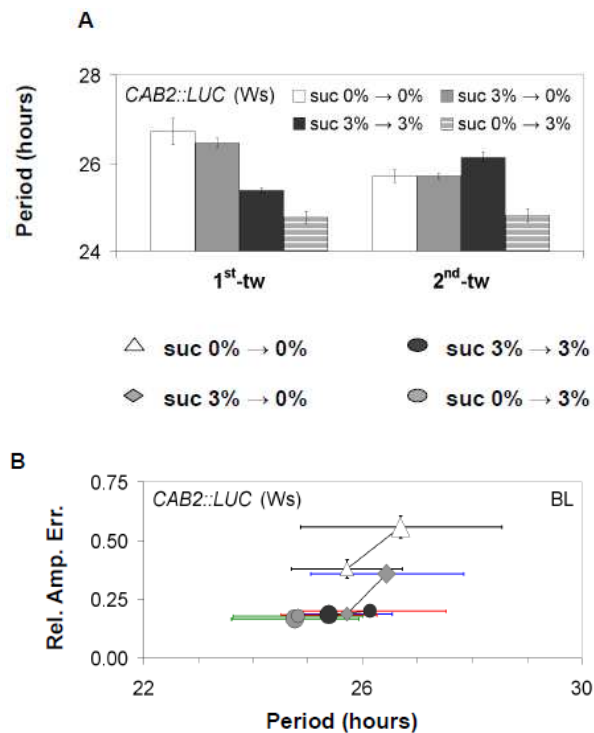 A
28
26
24
Period (hours)
CAB2::LUC (Ws)
suc 0% → 0%
suc 3% → 0%
suc 3% → 3%
suc 0% → 3%
1st-tw
2nd-tw
suc 0% → 0%
suc 3% → 3%
suc 3% → 0%
suc 0% → 3%
B
0.75
0.50
0.25
0.00
Rel. Amp. Err.
CAB2::LUC (Ws)
BL
22
26
30
Period (hours)